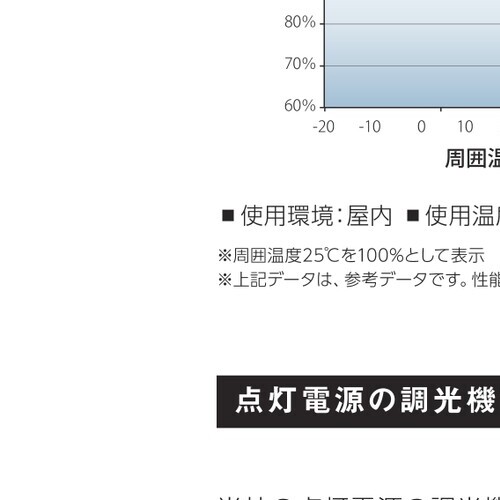 80%
70%
60%
-20 -10 0 10
周囲温
■ 使用環境：屋内 ■ 使用温
※周囲温度25℃を100%として表示
※上記データは、参考データです。性能
点灯電源の調光機